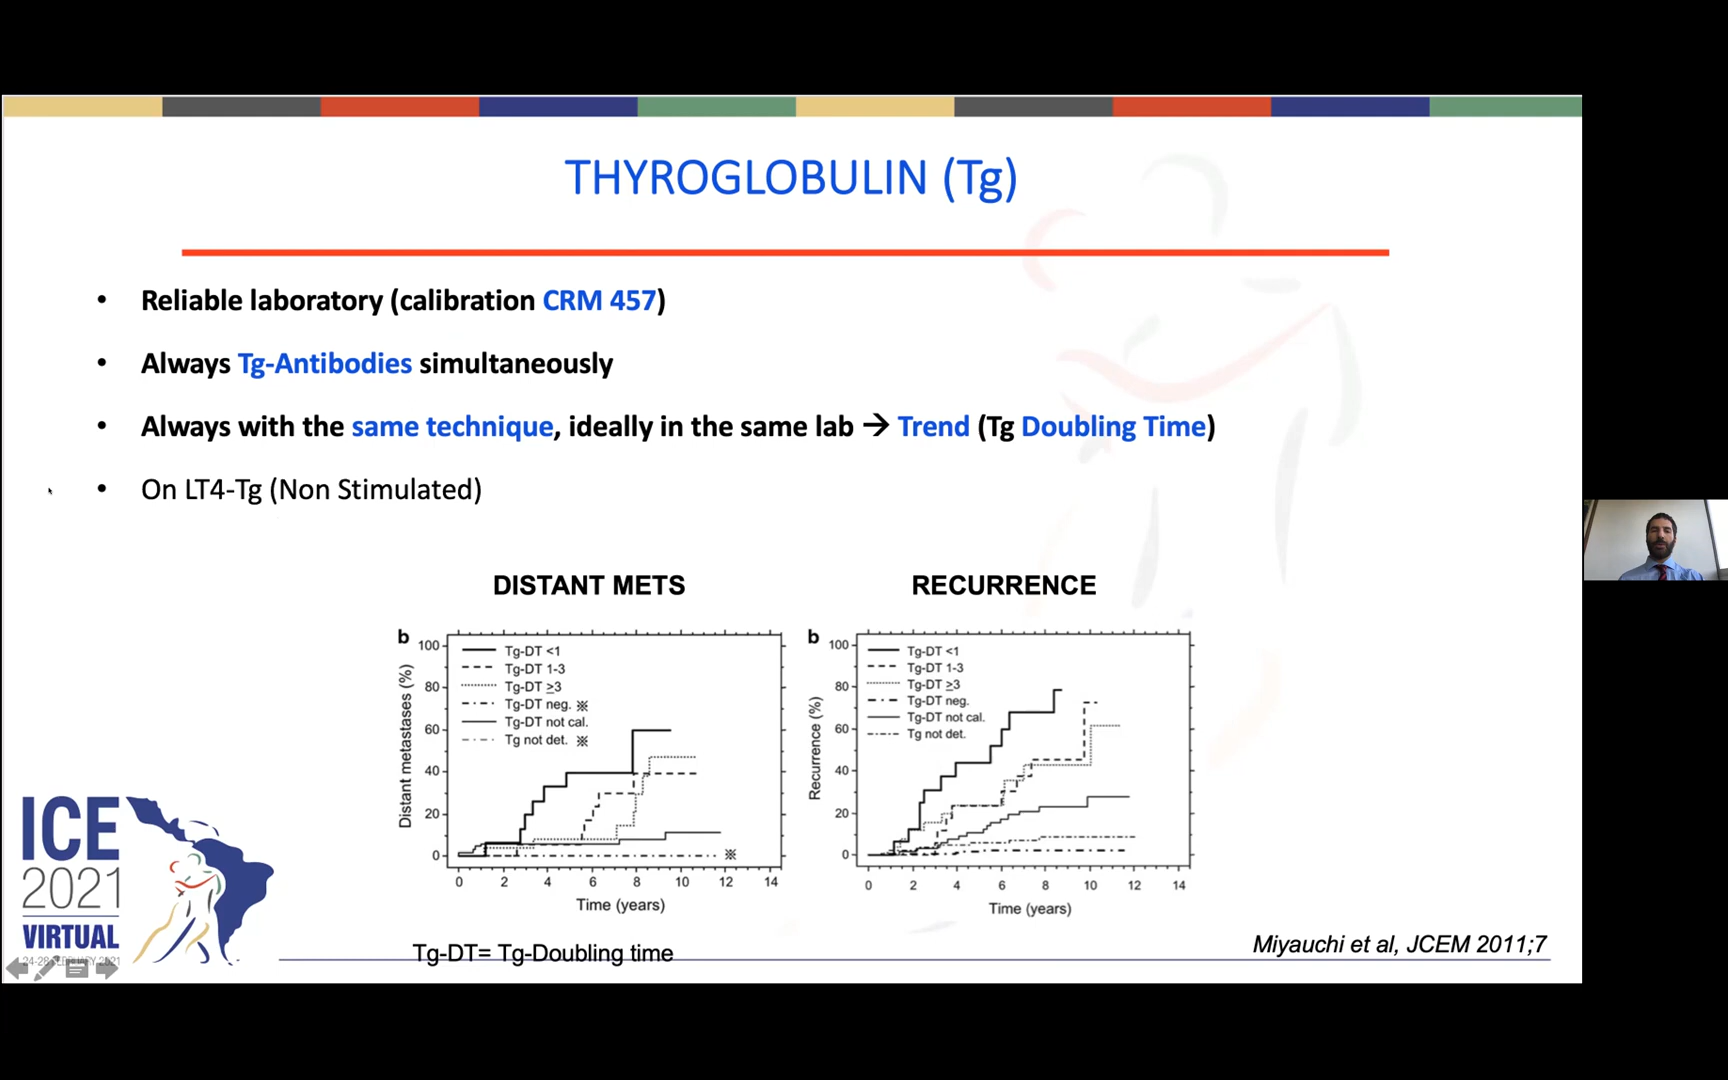 THYROGLOBULIN (Tg)
• Reliable laboratory (calibration CRM 457)
• Always Tg-Antibodies simultaneously
• Always with the same technique, ideally in the same lab → Trend (Tg Doubling Time)
• On LT4-Tg (Non Stimulated)
DISTANT METS
b
Distant metastases (%)
100
80
60
40
20
0
Tg-DT <1
Tg-DT 1-3
Tg-DT ≥3
Tg-DT neg. ※
Tg-DT not cal.
Tg not det. ※
※
0 2 4 6 8 10 12 14
Time (years)
RECURRENCE
b
Recurrence (%)
100
80
60
40
20
0
Tg-DT <1
Tg-DT 1-3
Tg-DT ≥3
Tg-DT neg.
Tg-DT not cal.
Tg not det.
0 2 4 6 8 10 12 14
Time (years)
Tg-DT= Tg-Doubling time
Miyauchi et al, JCEM 2011;7
ICE
2021
VIRTUAL
24-28 FEBRUARY 2021